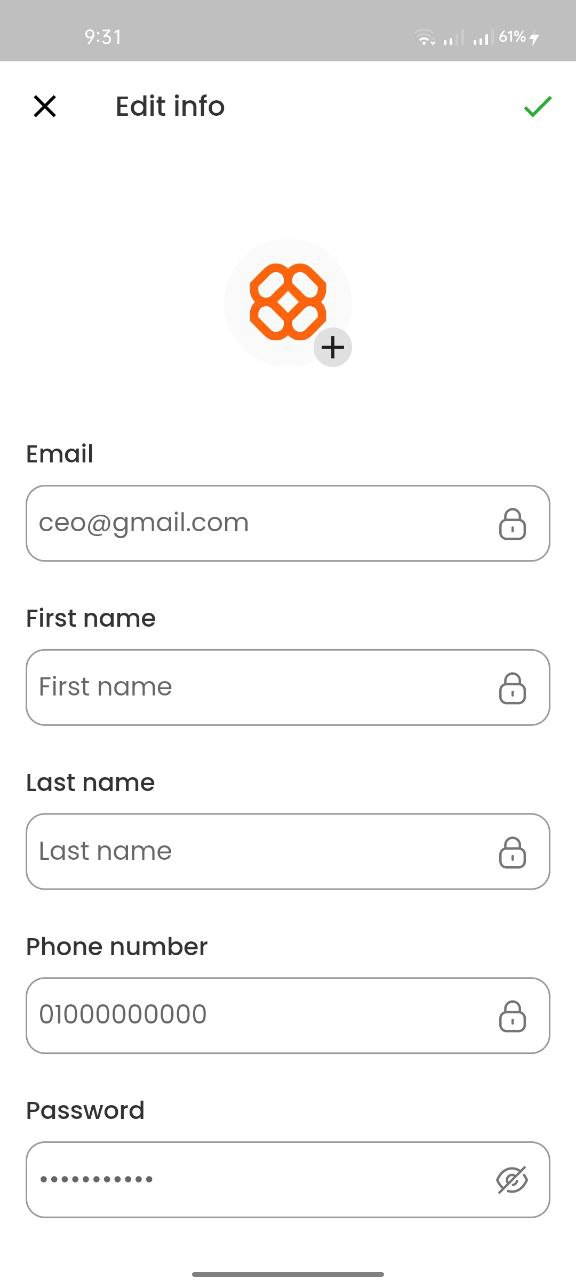 9:31
61%
Edit info
Email
ceo@gmail.com
First name
First name
Last name
Last name
Phone number
01000000000
Password
•••••••••••